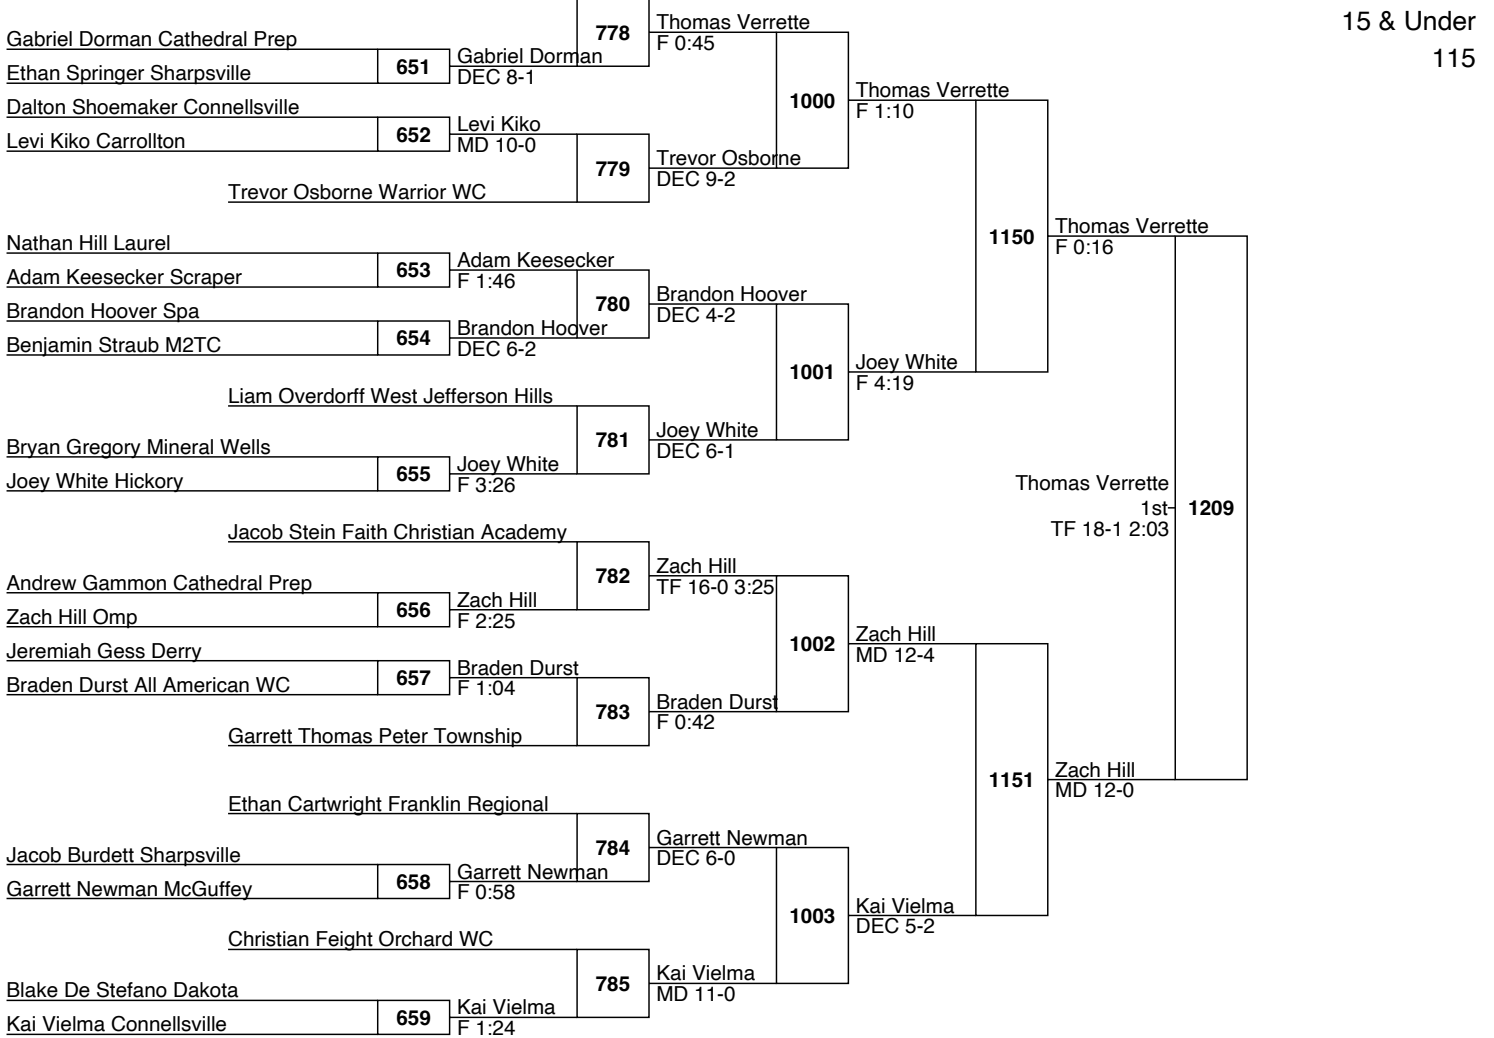 15 & Under
115
778
Thomas Verrette
F 0:45
Gabriel Dorman Cathedral Prep
Ethan Springer Sharpsville
651
Gabriel Dorman
DEC 8-1
Dalton Shoemaker Connellsville
Levi Kiko Carrollton
652
Levi Kiko
MD 10-0
1000
Thomas Verrette
F 1:10
779
Trevor Osborne
DEC 9-2
Trevor Osborne Warrior WC
1150
Thomas Verrette
F 0:16
Nathan Hill Laurel
Adam Keesecker Scraper
653
Adam Keesecker
F 1:46
Brandon Hoover Spa
Benjamin Straub M2TC
654
Brandon Hoover
DEC 6-2
780
Brandon Hoover
DEC 4-2
1001
Joey White
F 4:19
Liam Overdorff West Jefferson Hills
781
Joey White
DEC 6-1
Bryan Gregory Mineral Wells
Joey White Hickory
655
Joey White
F 3:26
Thomas Verrette
1st
TF 18-1 2:03
1209
Jacob Stein Faith Christian Academy
782
Zach Hill
TF 16-0 3:25
Andrew Gammon Cathedral Prep
Zach Hill Omp
656
Zach Hill
F 2:25
Jeremiah Gess Derry
Braden Durst All American WC
657
Braden Durst
F 1:04
1002
Zach Hill
MD 12-4
783
Braden Durst
F 0:42
Garrett Thomas Peter Township
1151
Zach Hill
MD 12-0
Ethan Cartwright Franklin Regional
784
Garrett Newman
DEC 6-0
Jacob Burdett Sharpsville
Garrett Newman McGuffey
658
Garrett Newman
F 0:58
1003
Kai Vielma
DEC 5-2
Christian Feight Orchard WC
785
Kai Vielma
MD 11-0
Blake De Stefano Dakota
Kai Vielma Connellsville
659
Kai Vielma
F 1:24